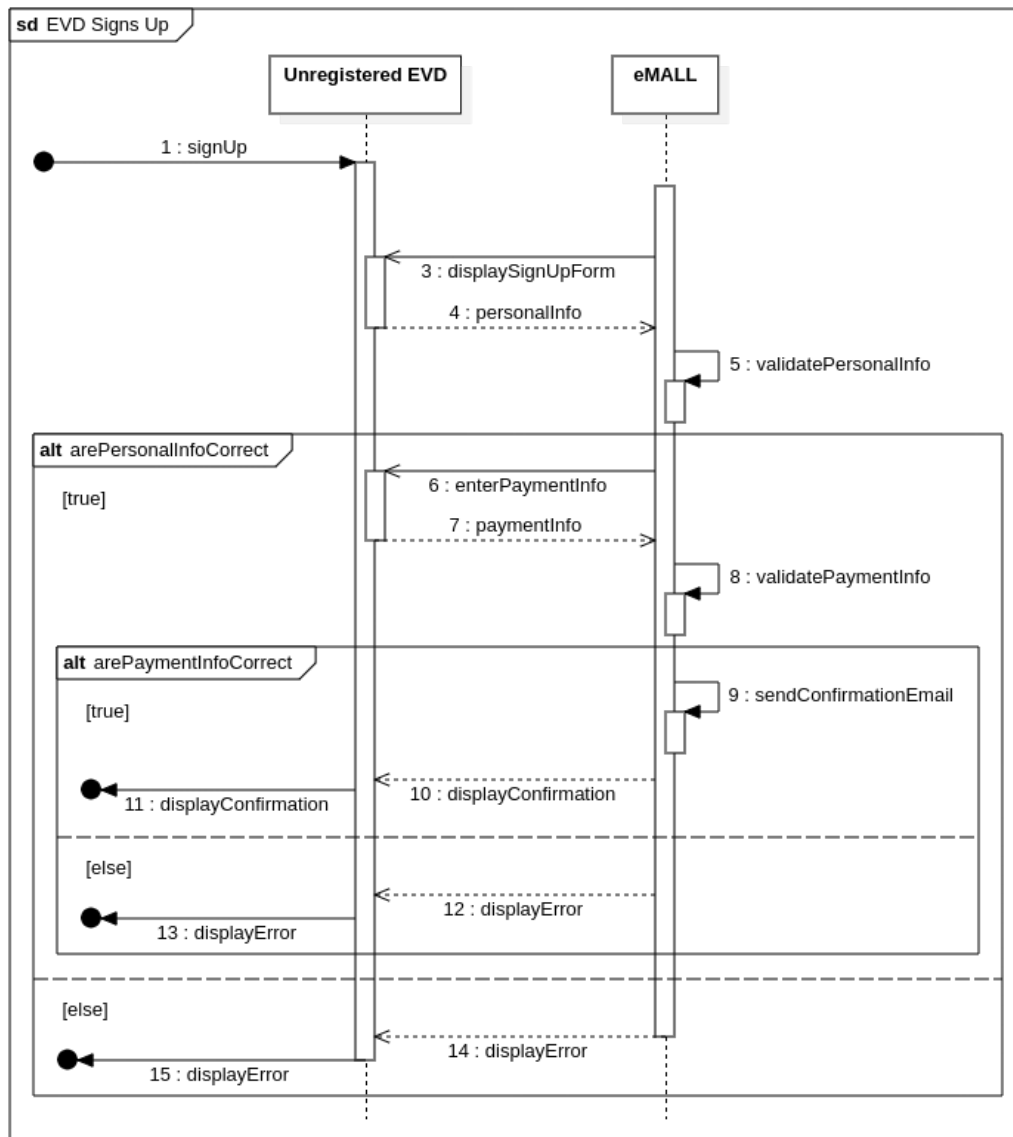 sd EVD Signs Up
Unregistered EVD
eMALL
1 : signUp
3 : displaySignUpForm
4 : personalInfo
5 : validatePersonalInfo
alt arePersonalInfoCorrect
[true]
6 : enterPaymentInfo
7 : paymentInfo
8 : validatePaymentInfo
alt arePaymentInfoCorrect
[true]
9 : sendConfirmationEmail
10 : displayConfirmation
11 : displayConfirmation
[else]
12 : displayError
13 : displayError
[else]
14 : displayError
15 : displayError